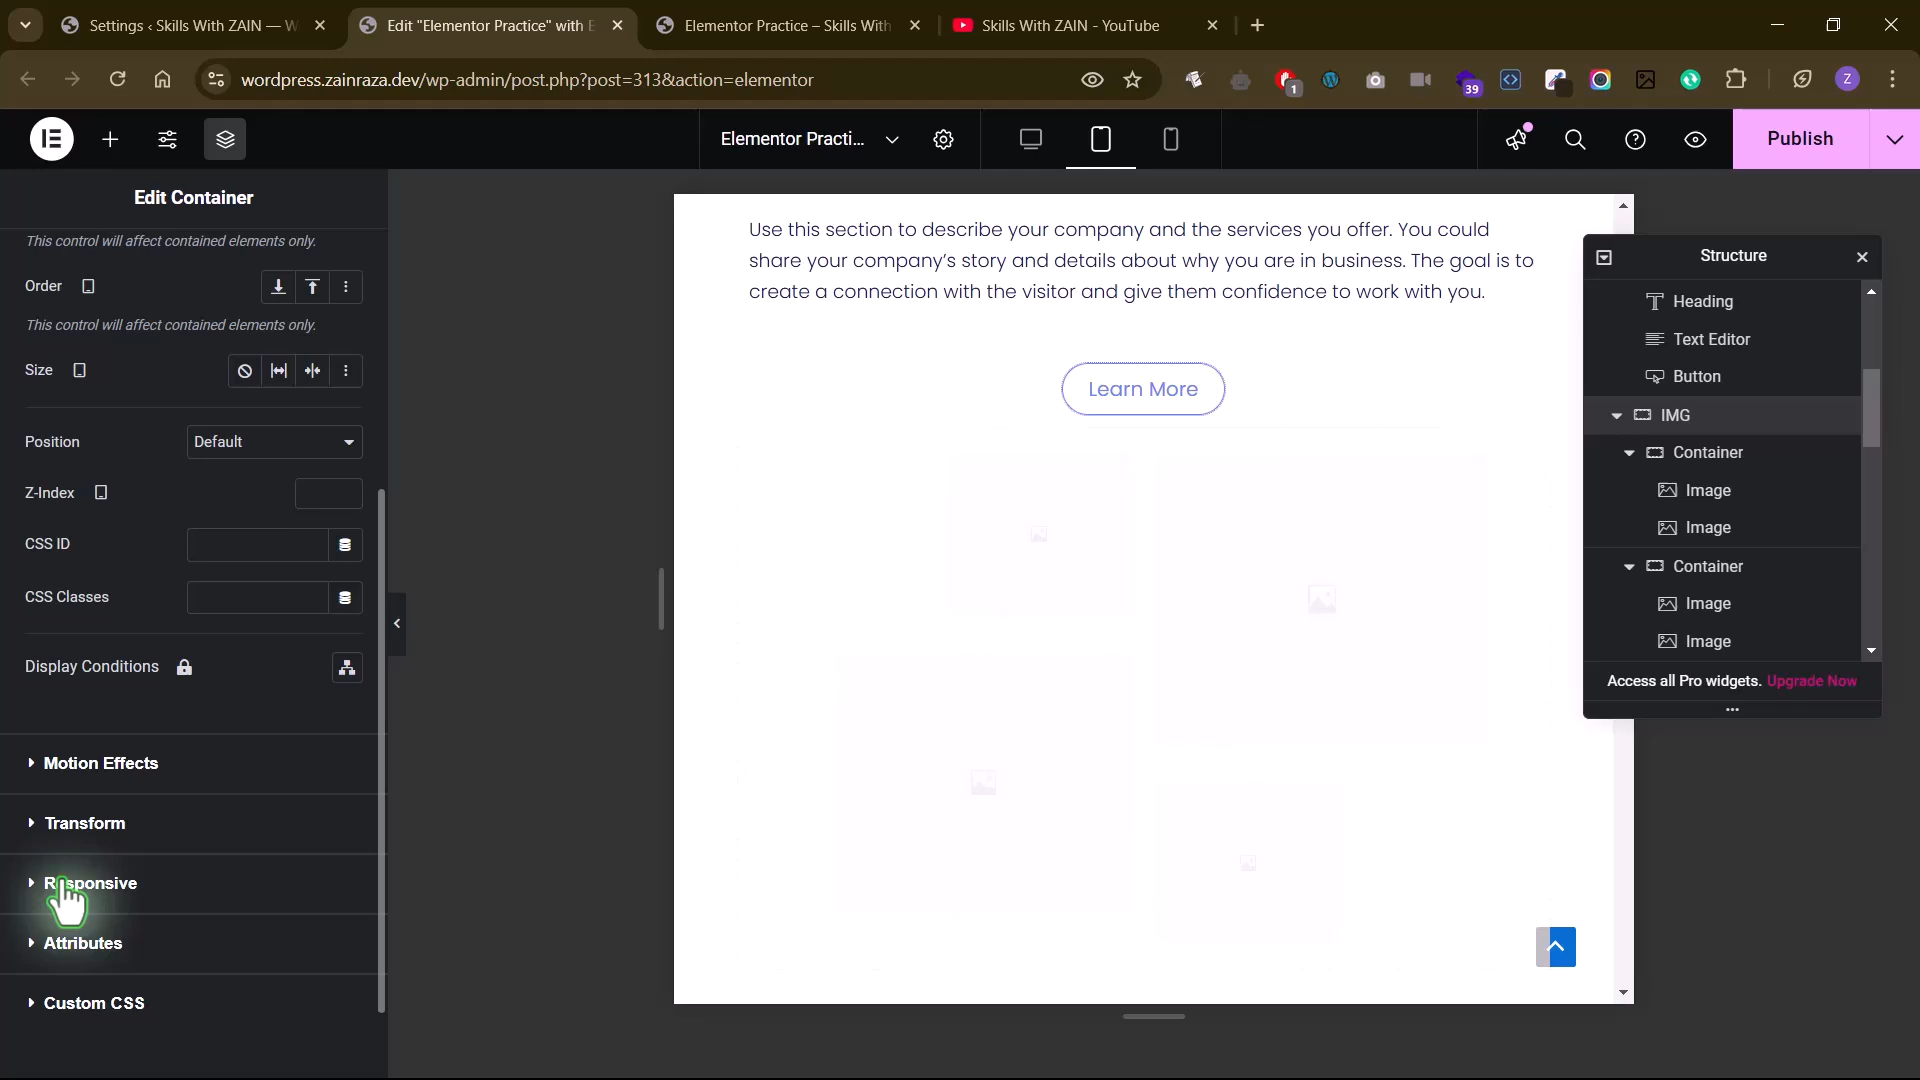 Settings ‹ Skills With ZAIN — W
Edit "Elementor Practice" with E
Elementor Practice – Skills With
Skills With ZAIN - YouTube
wordpress.zainraza.dev/wp-admin/post.php?post=313&action=elementor
1
39
Z
Elementor Practi...
Publish
Edit Container
This control will affect contained elements only.
Order
This control will affect contained elements only.
Size
Position
Default
Z-Index
CSS ID
CSS Classes
Display Conditions
Motion Effects
Transform
Responsive
Attributes
Custom CSS
Use this section to describe your company and the services you offer. You could
share your company's story and details about why you are in business. The goal is to
create a connection with the visitor and give them confidence to work with you.
Learn More
Structure
Heading
Text Editor
Button
IMG
Container
Image
Image
Container
Image
Image
Access all Pro widgets. Upgrade Now